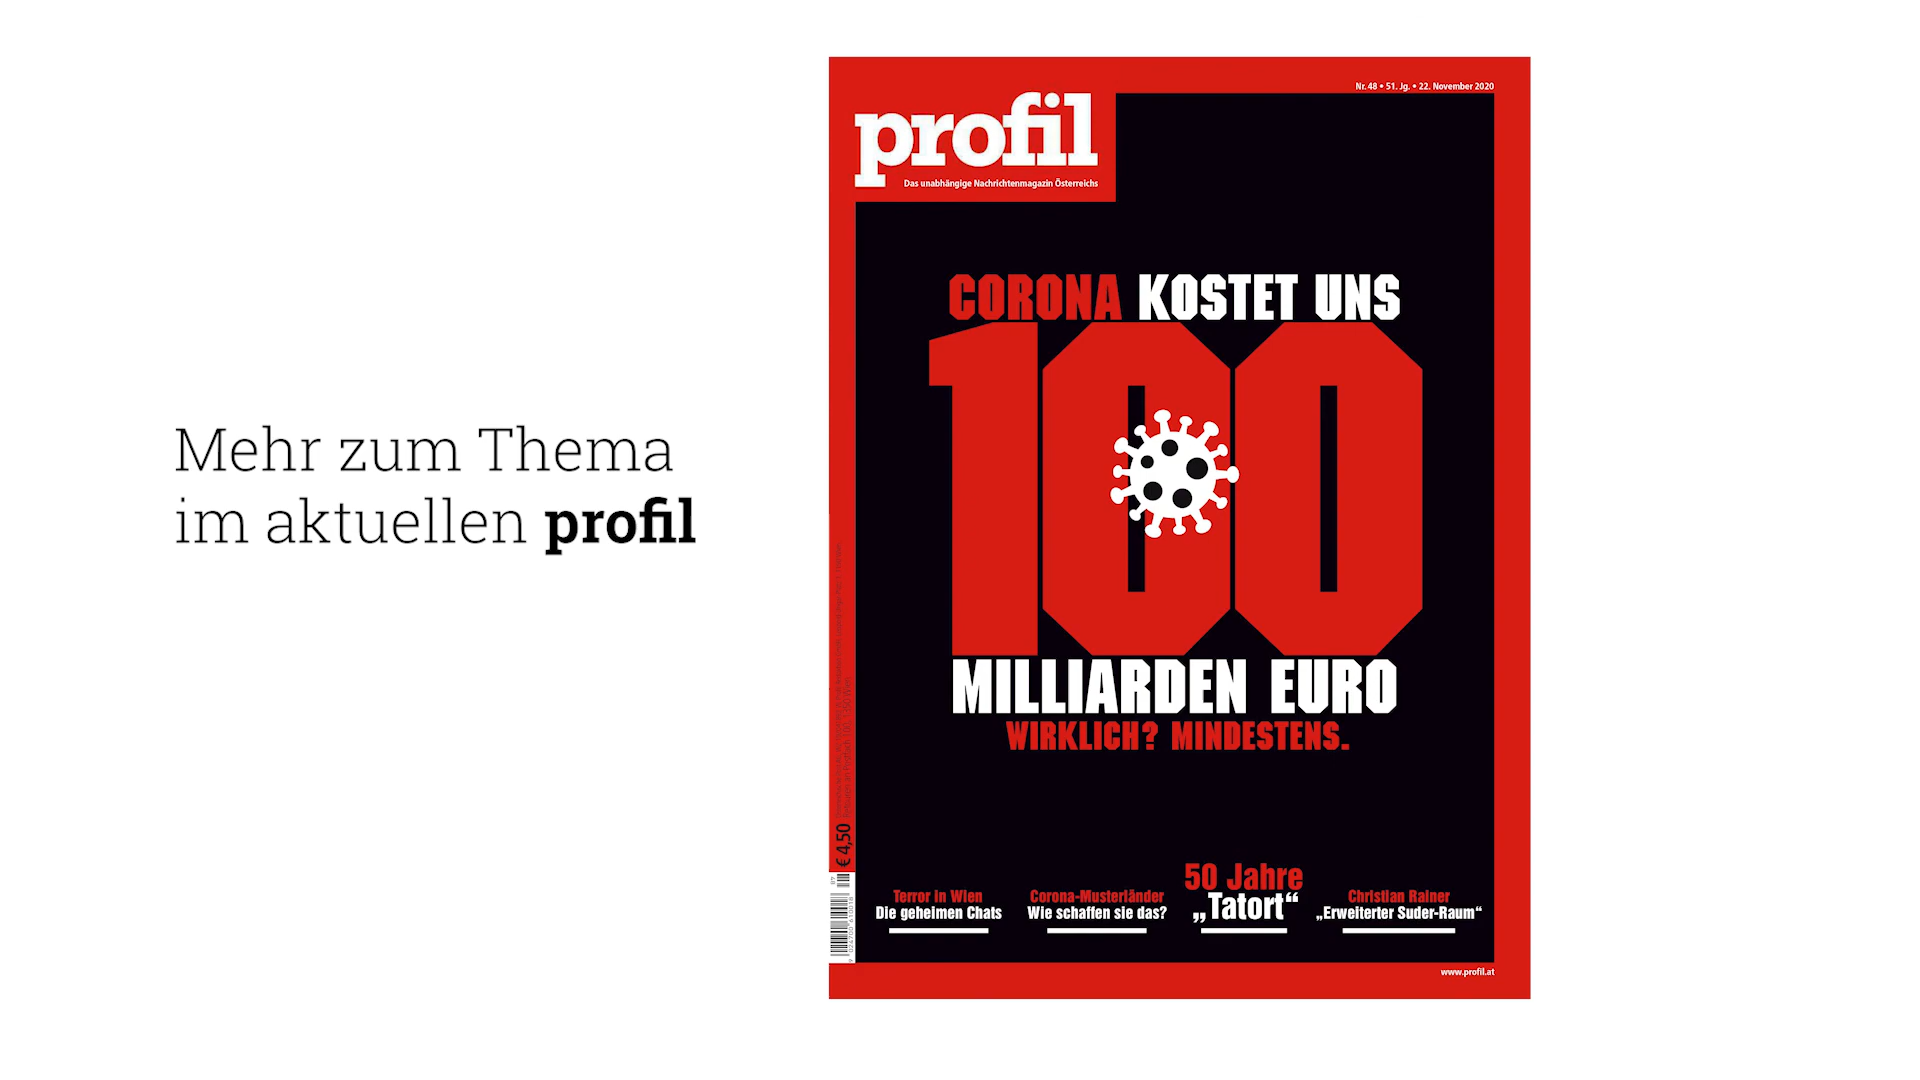 Mehr zum Thema
im aktuellen profil
Nr. 48 • 51. Jg. • 22. November 2020
profil
Das unabhängige Nachrichtenmagazin Österreichs
CORONA KOSTET UNS
100
MILLIARDEN EURO
WIRKLICH? MINDESTENS.
€ 4,50
Terror in Wien
Die geheimen Chats
Corona-Musterländer
Wie schaffen sie das?
50 Jahre
„Tatort“
Christian Rainer
„Erweiterter Suder-Raum“
www.profil.at